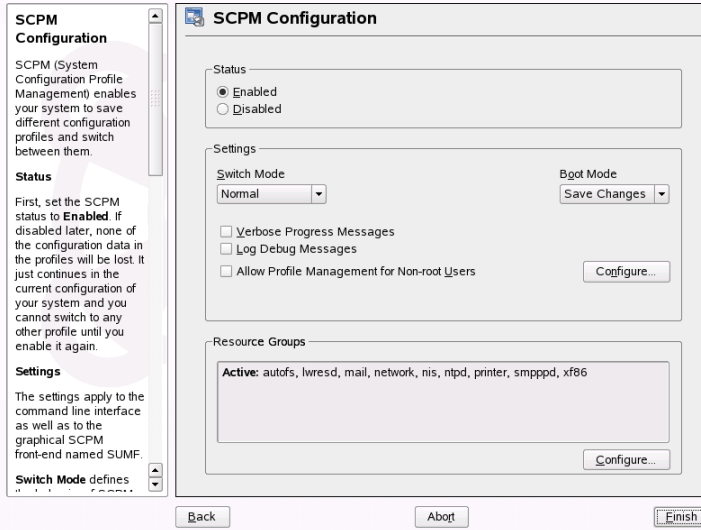 SCPM
Configuration
SCPM (System
Configuration Profile
Management) enables
your system to save
different configuration
profiles and switch
between them.
Status
First, set the SCPM
status to Enabled. If
disabled later, none of
the configuration data in
the profiles will be lost. It
just continues in the
current configuration of
your system and you
cannot switch to any
other profile until you
enable it again.
Settings
The settings apply to the
command line interface
as well as to the
graphical SCPM
front-end named SUMF.
Switch Mode defines
SCPM Configuration
Status
Enabled
Disabled
Settings
Switch Mode
Boot Mode
Normal
Save Changes
Verbose Progress Messages
Log Debug Messages
Allow Profile Management for Non-root Users
Configure...
Resource Groups
Active: autofs, lwresd, mail, network, nis, ntpd, printer, smpppd, xf86
Configure...
Back
Abort
Finish